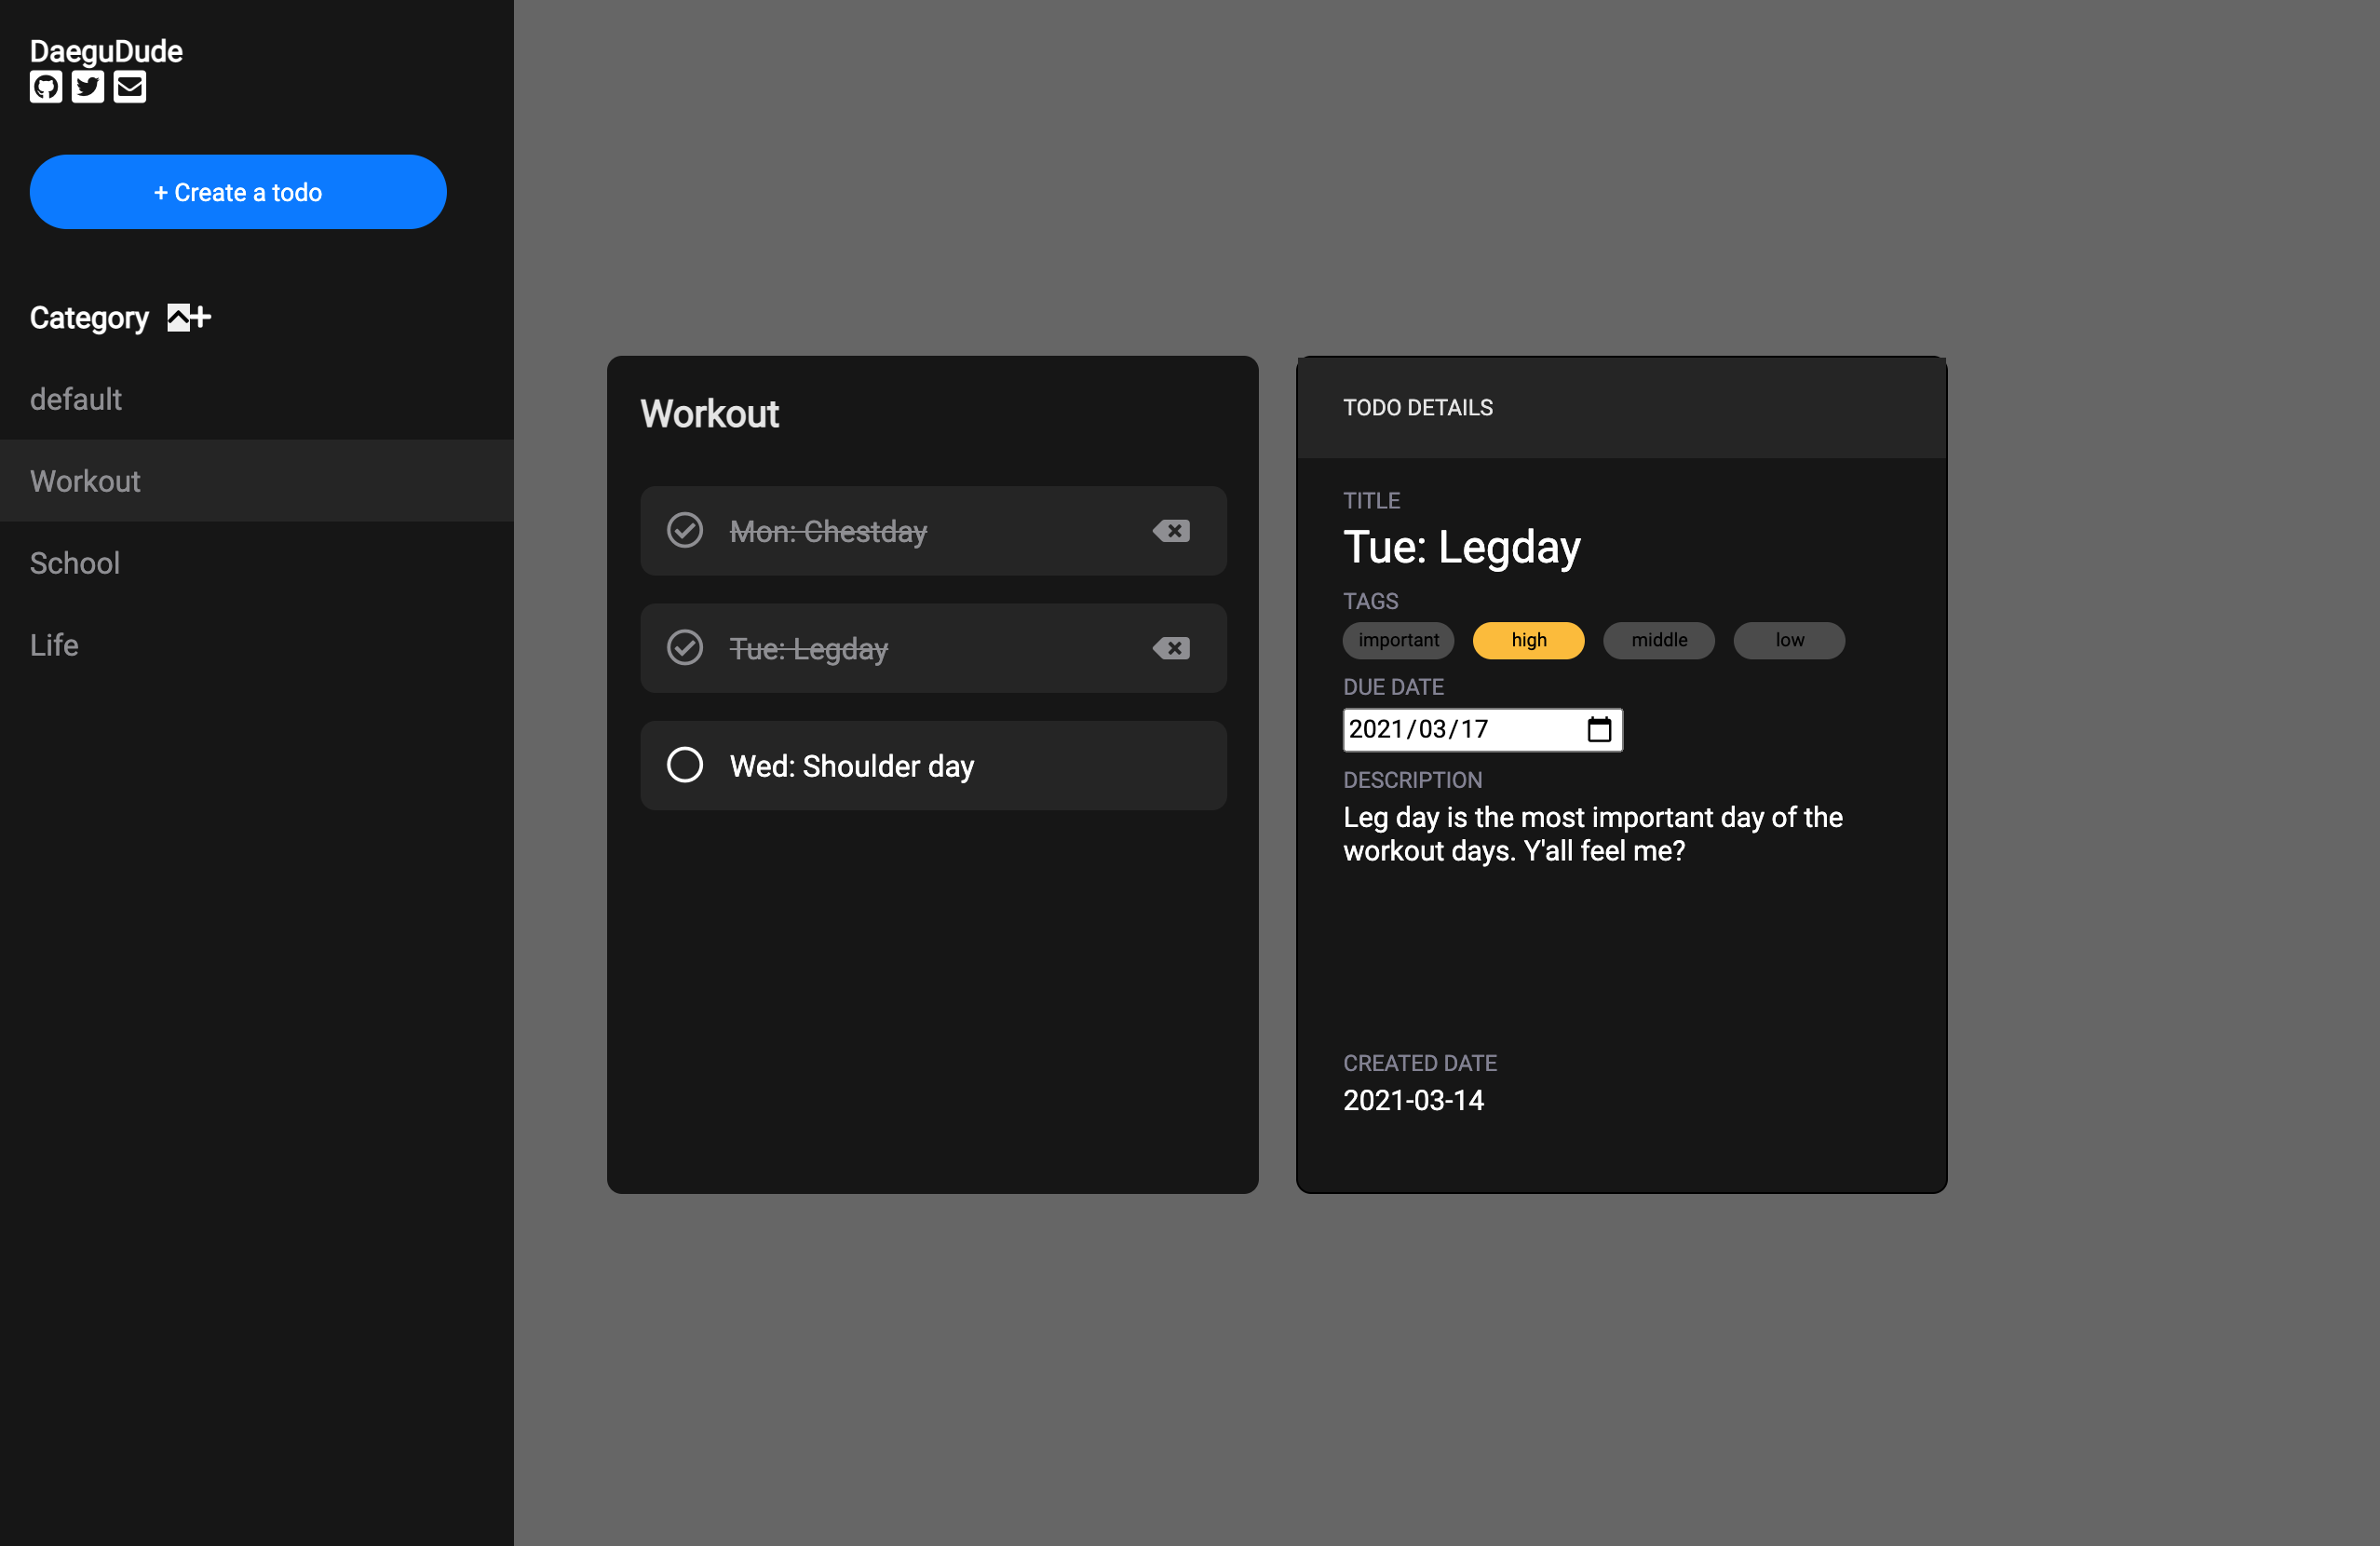 DaeguDude
+ Create a todo
Category
default
Workout
School
Life
Workout
Mon: Chestday
Tue: Legday
Wed: Shoulder day
TODO DETAILS
TITLE
Tue: Legday
TAGS
important high middle low
DUE DATE
2021/03/17
DESCRIPTION
Leg day is the most important day of the
workout days. Y'all feel me?
CREATED DATE
2021-03-14